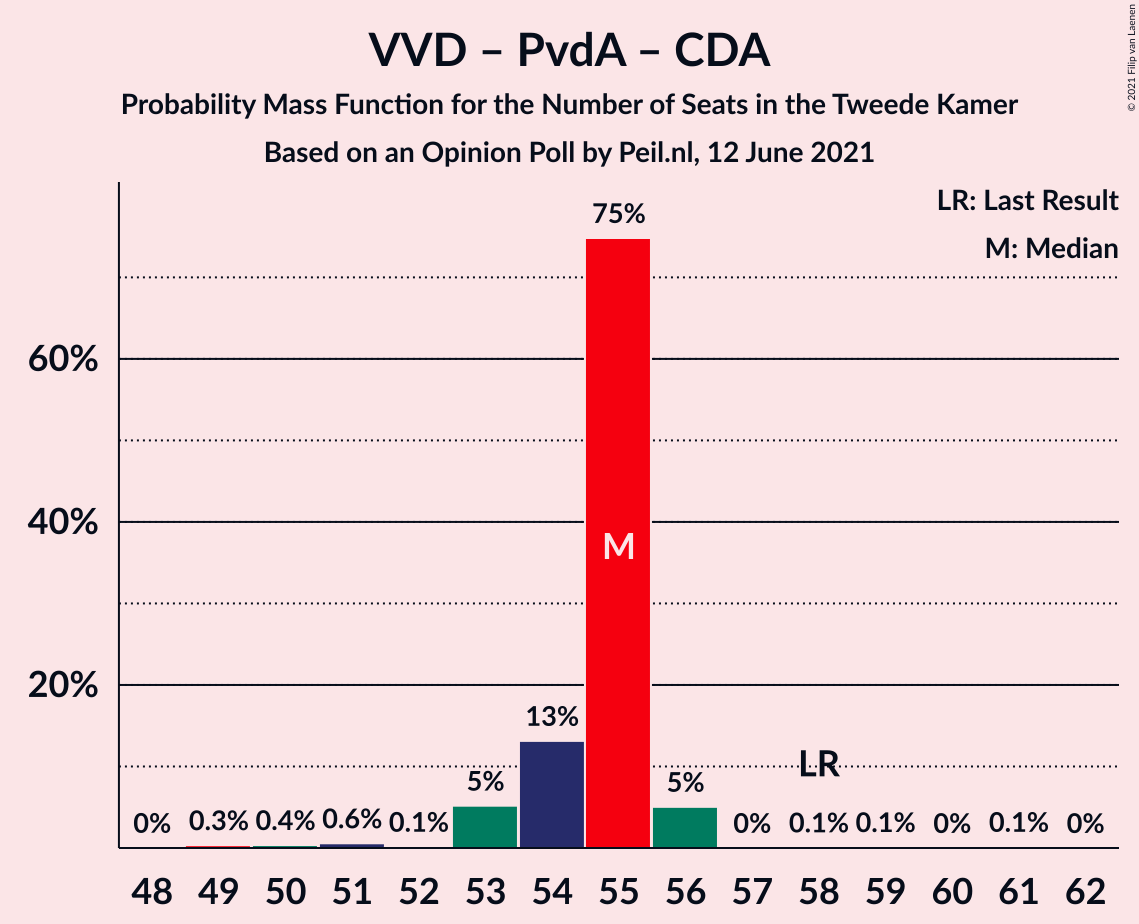 VVD – PvdA – CDA
Probability Mass Function for the Number of Seats in the Tweede Kamer
Based on an Opinion Poll by Peil.nl, 12 June 2021
© 2021 Filip van Laenen
LR: Last Result
M: Median
60%
40%
20%
0%
0.3%
0.4%
0.6%
0.1%
5%
13%
75%
M
5%
0%
LR
0.1%
0.1%
0%
0.1%
0%
48 49 50 51 52 53 54 55 56 57 58 59 60 61 62